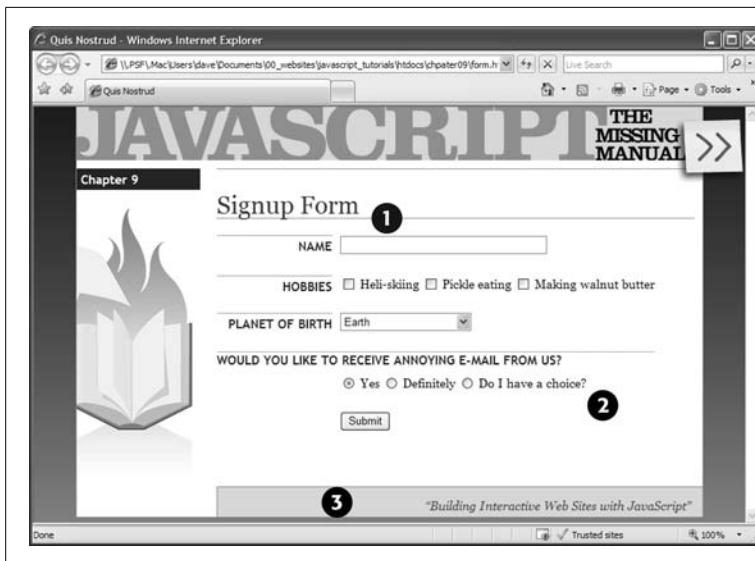 Quis Nostrud - Windows Internet Explorer
\\.PSF\.Mac\Users\dave\Documents\00_websites\javascript_tutorials\htdocs\chpater09\form.h
Live Search
Quis Nostrud
Page
Tools
JAVASCRIPT THE MISSING MANUAL
Chapter 9
Signup Form
1
NAME
HOBBIES Heli-skiing Pickle eating Making walnut butter
PLANET OF BIRTH Earth
WOULD YOU LIKE TO RECEIVE ANNOYING E-MAIL FROM US?
Yes Definitely Do I have a choice?
2
Submit
3
"Building Interactive Web Sites with JavaScript"
Done Trusted sites 100%